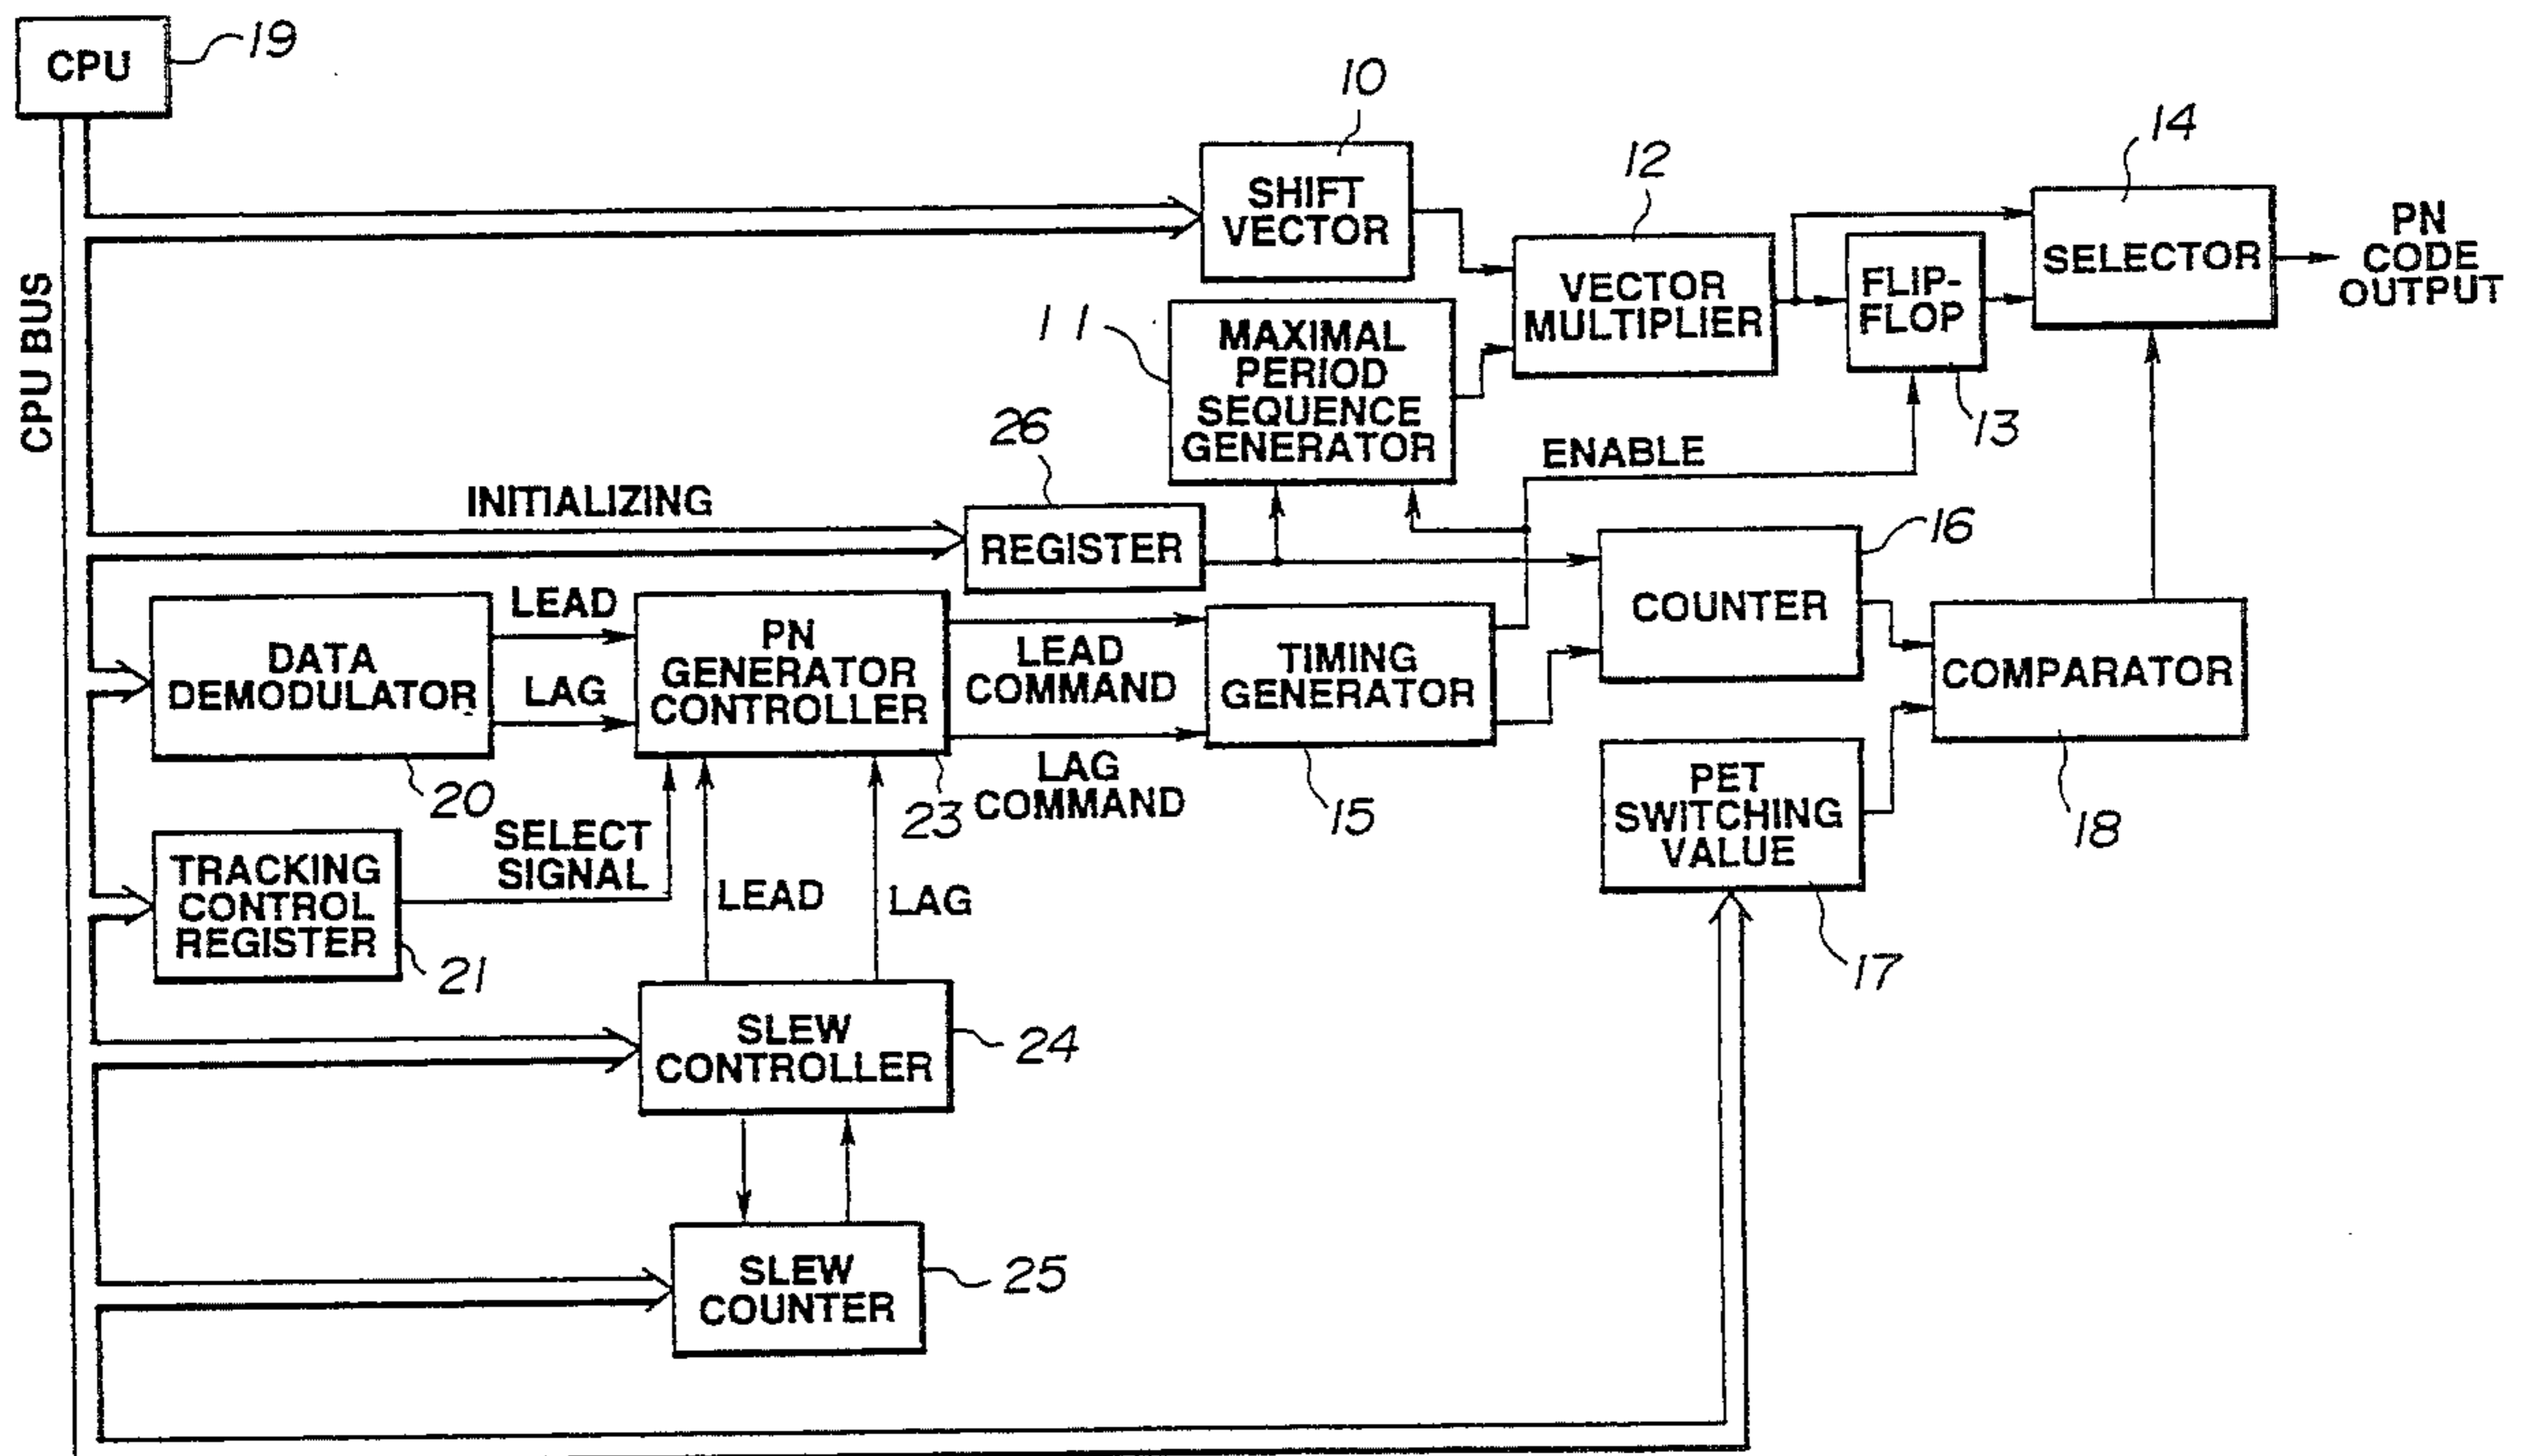 CPU
19
CPU BUS
10
SHIFT
VECTOR
12
VECTOR
MULTIPLIER
14
SELECTOR
PN
CODE
OUTPUT
FLIP-
FLOP
13
11
MAXIMAL
PERIOD
SEQUENCE
GENERATOR
ENABLE
26
INITIALIZING
REGISTER
16
COUNTER
DATA
DEMODULATOR
20
LEAD
LAG
PN
GENERATOR
CONTROLLER
23
LEAD
COMMAND
LAG
COMMAND
TIMING
GENERATOR
15
COMPARATOR
18
PET
SWITCHING
VALUE
17
TRACKING
CONTROL
REGISTER
21
SELECT
SIGNAL
LEAD
LAG
SLEW
CONTROLLER
24
SLEW
COUNTER
25